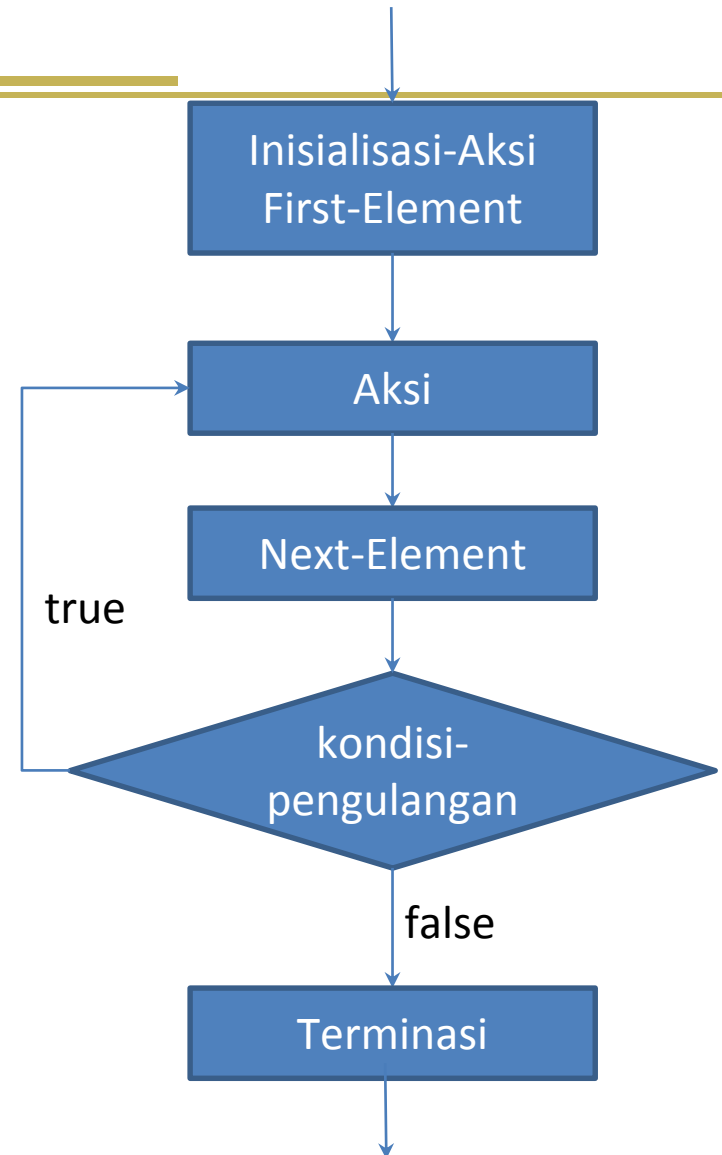 Inisialisasi-Aksi
First-Element
Aksi
Next-Element
true
kondisi-
pengulangan
false
Terminasi